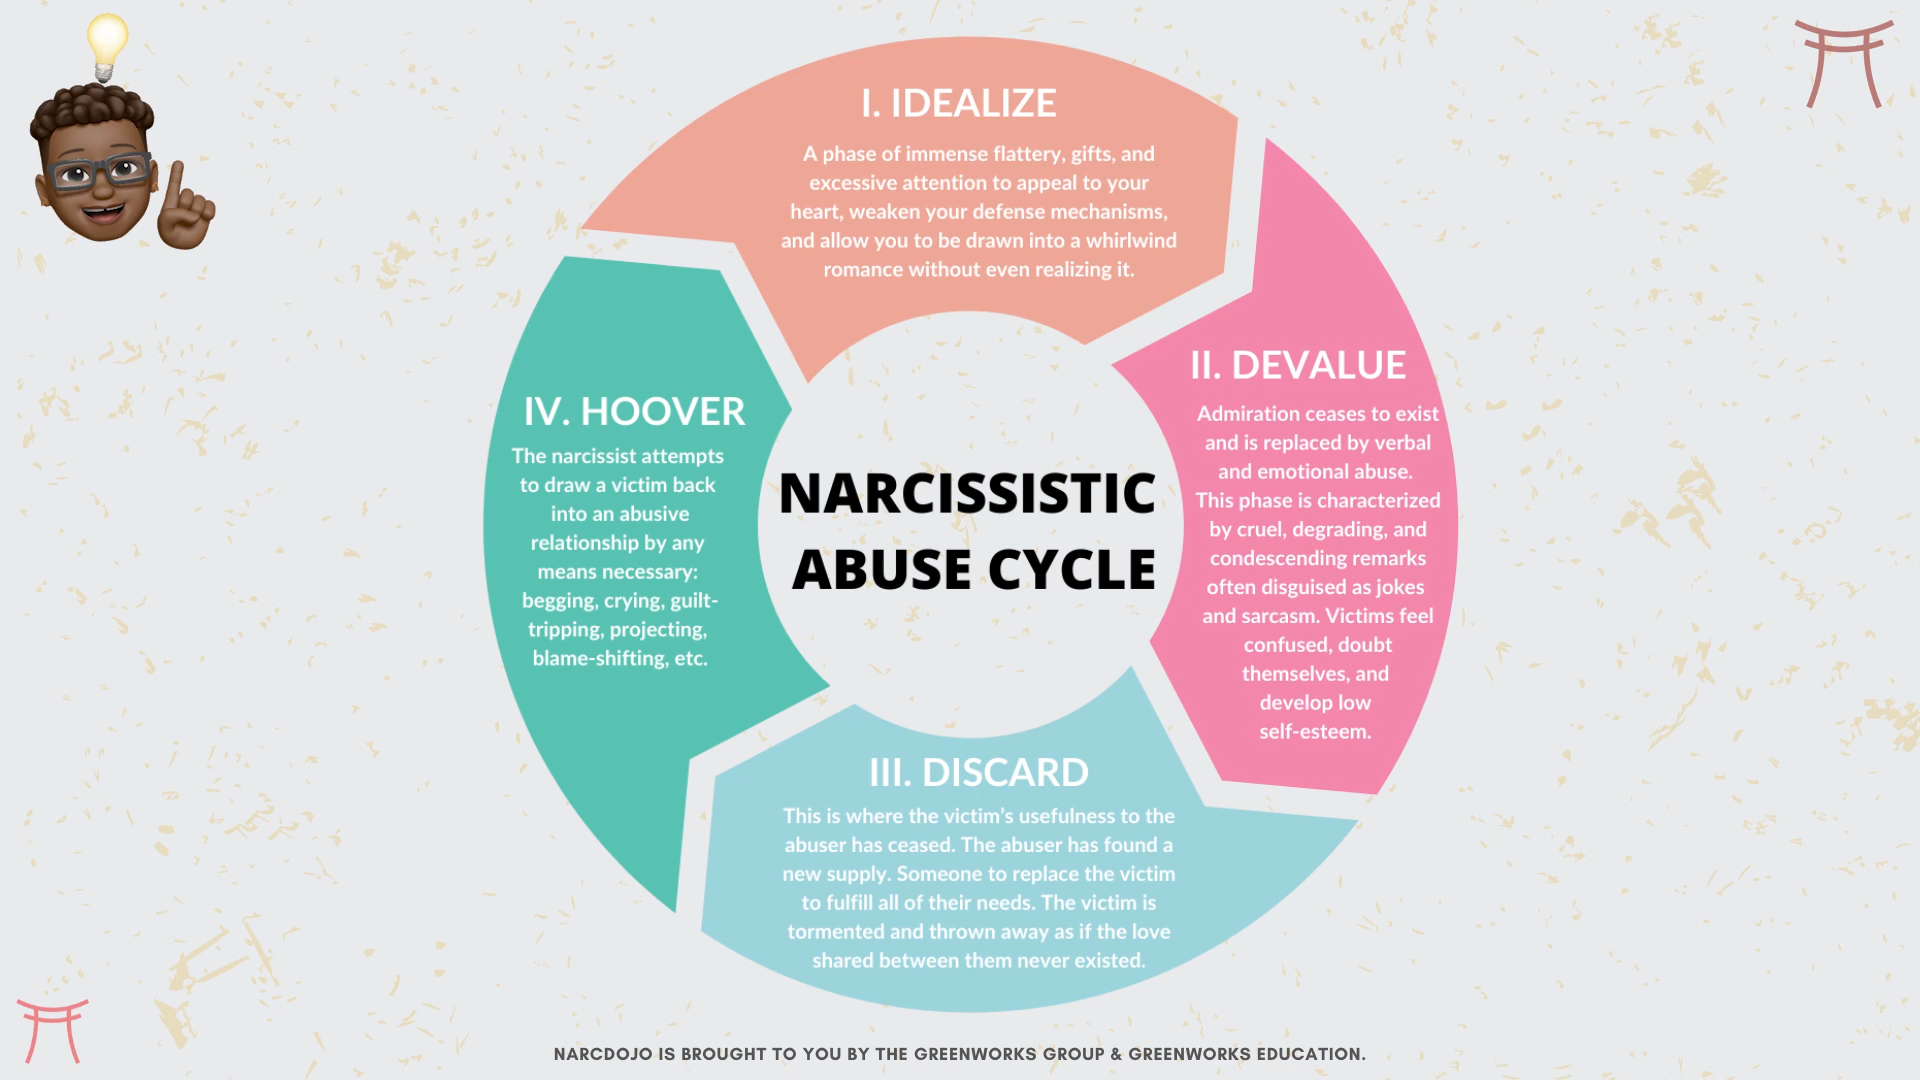 I. IDEALIZE
A phase of immense flattery, gifts, and
excessive attention to appeal to your
heart, weaken your defense mechanisms,
and allow you to be drawn into a whirlwind
romance without even realizing it.
II. DEVALUE
Admiration ceases to exist
and is replaced by verbal
and emotional abuse.
This phase is characterized
by cruel, degrading, and
condescending remarks
often disguised as jokes
and sarcasm. Victims feel
confused, doubt
themselves, and
develop low
self-esteem.
III. DISCARD
This is where the victim's usefulness to the
abuser has ceased. The abuser has found a
new supply. Someone to replace the victim
to fulfill all of their needs. The victim is
tormented and thrown away as if the love
shared between them never existed.
IV. HOOVER
The narcissist attempts
to draw a victim back
into an abusive
relationship by any
means necessary:
begging, crying, guilt-
tripping, projecting,
blame-shifting, etc.
NARCISSISTIC
ABUSE CYCLE
NARCDOJO IS BROUGHT TO YOU BY THE GREENWORKS GROUP & GREENWORKS EDUCATION.